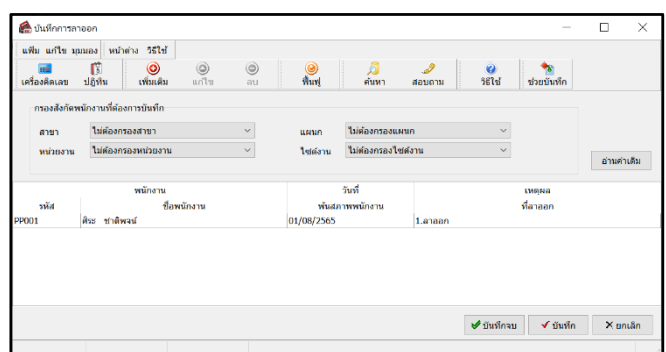 บันทึกการลาออก
แฟ้ม แก้ไข มุมมอง หน้าต่าง วิธีใช้
เครื่องคิดเลข ปฏิทิน เพิ่มเติม แก้ไข ลบ ฟื้นฟู ค้นหา สอบถาม วิธีใช้ ช่วยบันทึก
กรองสังกัดพนักงานที่ต้องการบันทึก
สาขา ไม่ต้องกรองสาขา แผนก ไม่ต้องกรองแผนก
หน่วยงาน ไม่ต้องกรองหน่วยงาน ไซต์งาน ไม่ต้องกรองไซต์งาน
อ่านค่าเดิม
พนักงาน วันที่ เหตุผล
รหัส ชื่อพนักงาน พ้นสภาพพนักงาน ที่ลาออก
PP001 ศิระ ชาติพจน์ 01/08/2565 1.ลาออก
บันทึกจบ บันทึก ยกเลิก